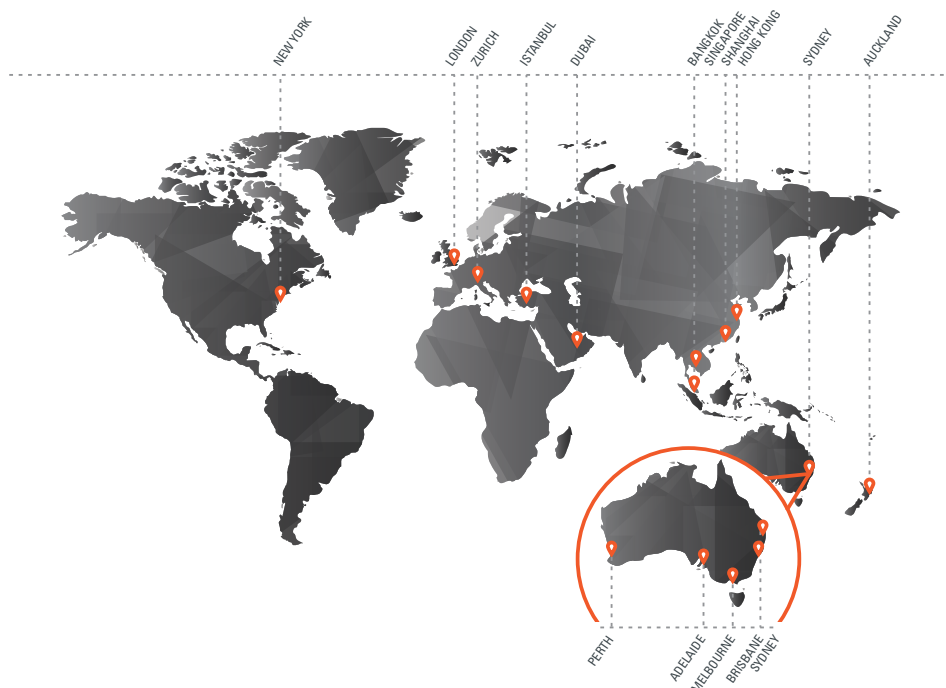 NEW YORK
LONDON
ZURICH
ISTANBUL
DUBAI
BANGKOK
SINGAPORE
SHANGHAI
HONG KONG
SYDNEY
AUCKLAND
PERTH
ADELAIDE
MELBOURNE
BRISBANE
SYDNEY